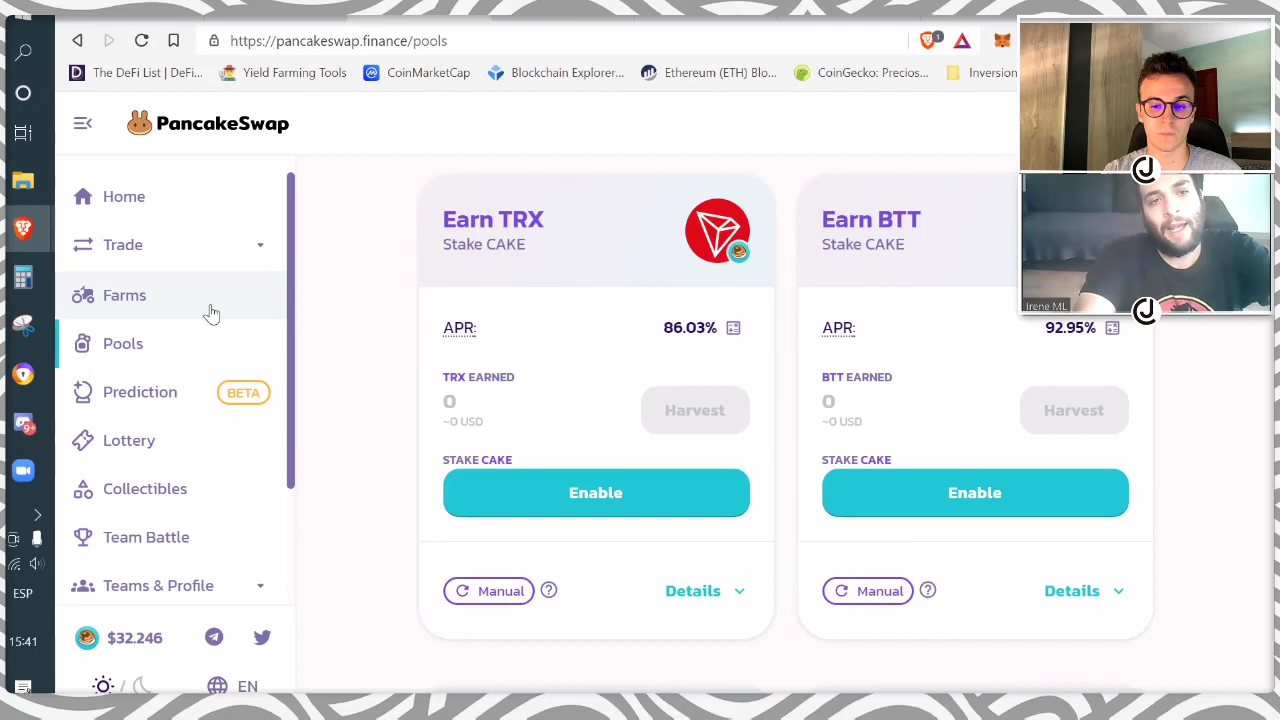 https://pancakeswap.finance/pools
1
The DeFi List | DeFi...
Yield Farming Tools
CoinMarketCap
Blockchain Explorer...
Ethereum (ETH) Blo...
CoinGecko: Precios...
Inversion
PancakeSwap
Home
Trade
Farms
Pools
Prediction
BETA
Lottery
Collectibles
Team Battle
Teams & Profile
$32.246
EN
Earn TRX
Stake CAKE
APR:
86.03%
TRX EARNED
0
~0 USD
Harvest
STAKE CAKE
Enable
Manual
Details
Earn BTT
Stake CAKE
APR:
92.95%
BTT EARNED
0
~0 USD
Harvest
STAKE CAKE
Enable
Manual
Details
Irene ML
9+
ESP
15:41